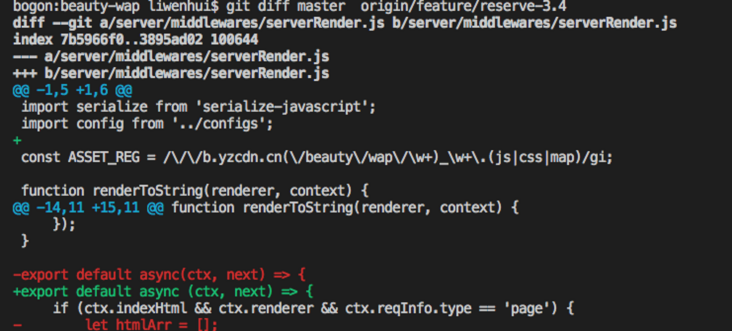 bogon:beauty-wap liwenhui$ git diff master  origin/feature/reserve-3.4
diff --git a/server/middlewares/serverRender.js b/server/middlewares/serverRender.js
index 7b5966f0..3895ad02 100644
--- a/server/middlewares/serverRender.js
+++ b/server/middlewares/serverRender.js
@@ -1,5 +1,6 @@
 import serialize from 'serialize-javascript';
 import config from '../configs';
+
 const ASSET_REG = /\/\/b.yzcdn.cn(\/beauty\/wap\/\w+)_\w+\.(js|css|map)/gi;
 function renderToString(renderer, context) {
@@ -14,11 +15,11 @@ function renderToString(renderer, context) {
     });
 }
-export default async(ctx, next) => {
+export default async (ctx, next) => {
     if (ctx.indexHtml && ctx.renderer && ctx.reqInfo.type == 'page') {
-        let htmlArr = [];